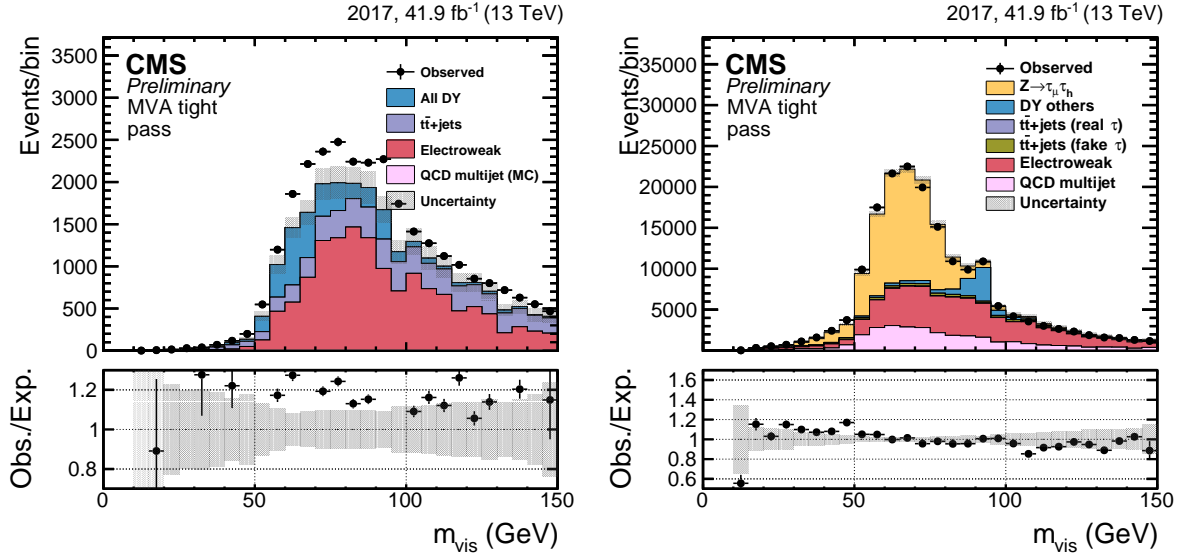 2017, 41.9 fb⁻¹ (13 TeV)
Events/bin
3500
3000
2500
2000
1500
1000
500
0
CMS
Preliminary
MVA tight
pass
Observed
All DY
tt̄+jets
Electroweak
QCD multijet (MC)
Uncertainty
Obs./Exp.
1.2
1
0.8
0
50
100
150
m_vis (GeV)
2017, 41.9 fb⁻¹ (13 TeV)
Events/bin
35000
30000
25000
20000
15000
10000
5000
CMS
Preliminary
MVA tight
pass
Observed
Z→τ_μτ_h
DY others
tt̄+jets (real τ)
tt̄+jets (fake τ)
Electroweak
QCD multijet
Uncertainty
Obs./Exp.
1.6
1.4
1.2
1
0.8
0.6
0
50
100
150
m_vis (GeV)